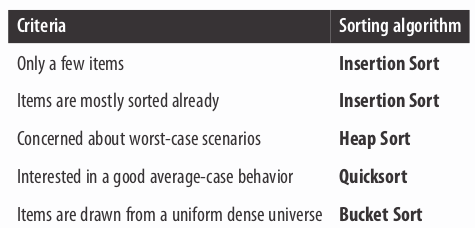 Criteria Sorting algorithm
Only a few items Insertion Sort
Items are mostly sorted already Insertion Sort
Concerned about worst-case scenarios Heap Sort
Interested in a good average-case behavior Quicksort
Items are drawn from a uniform dense universe Bucket Sort